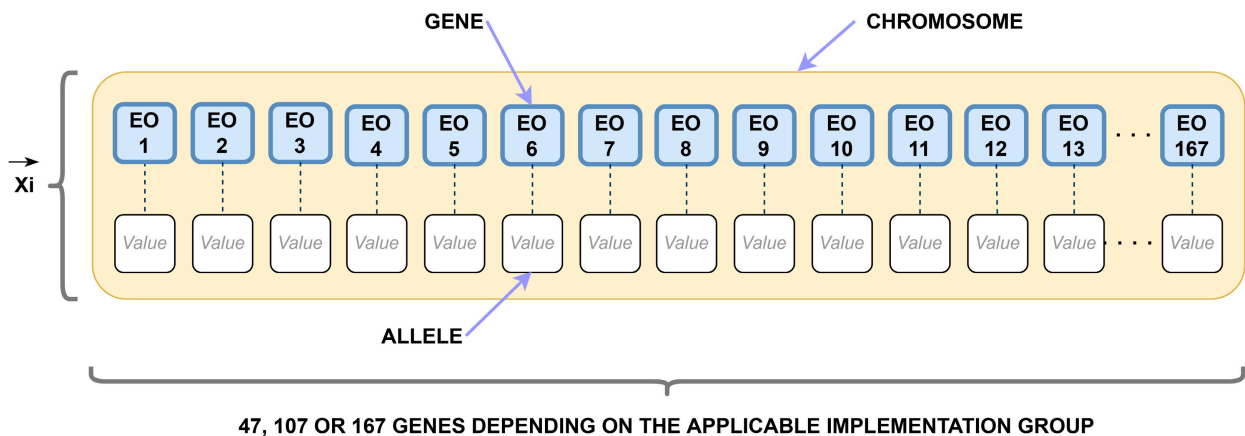 GENE
CHROMOSOME
EO 1
EO 2
EO 3
EO 4
EO 5
EO 6
EO 7
EO 8
EO 9
EO 10
EO 11
EO 12
EO 13
. . . .
EO 167
Xi
Value
Value
Value
Value
Value
Value
Value
Value
Value
Value
Value
Value
Value
. . . .
Value
ALLELE
47, 107 OR 167 GENES DEPENDING ON THE APPLICABLE IMPLEMENTATION GROUP